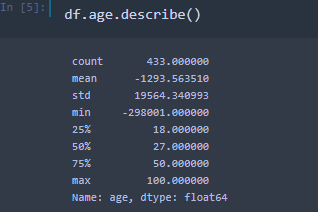 In [5]: df.age.describe()
count 433.000000
mean -1293.563510
std 19564.340993
min -298001.000000
25% 18.000000
50% 27.000000
75% 50.000000
max 100.000000
Name: age, dtype: float64